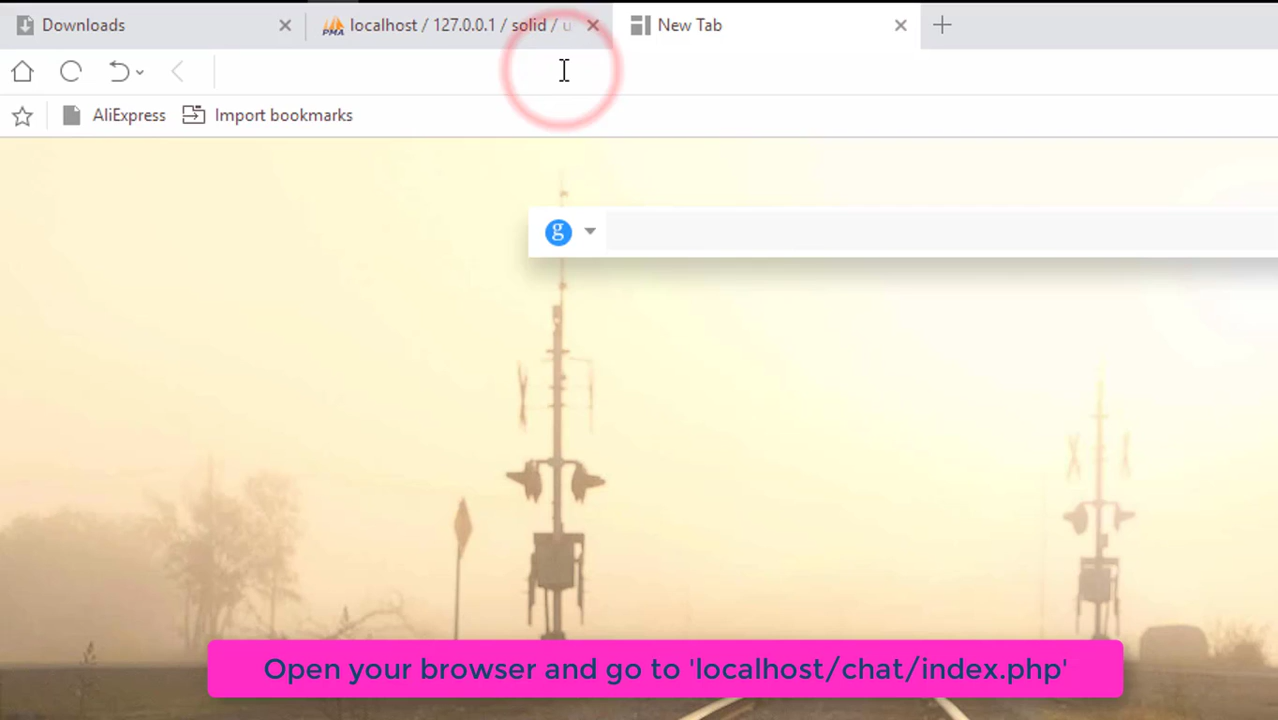 Downloads
PMA localhost / 127.0.0.1 / solid / u
New Tab
AliExpress
Import bookmarks
g
Open your browser and go to 'localhost/chat/index.php'